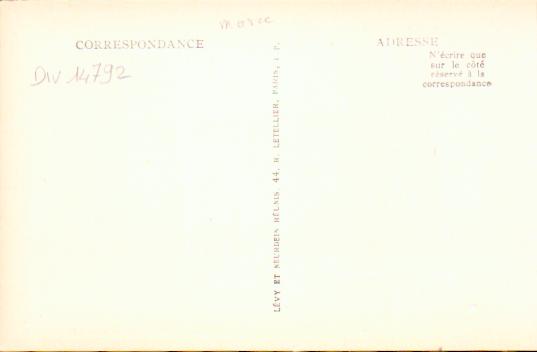 maroc
CORRESPONDANCE
DIV 14792
LÉVY ET NEURDEIN RÉUNIS, 44, R. LETELLIER, PARIS, I. P.
ADRESSE
N'écrire que
sur le côté
réservé à la
correspondance